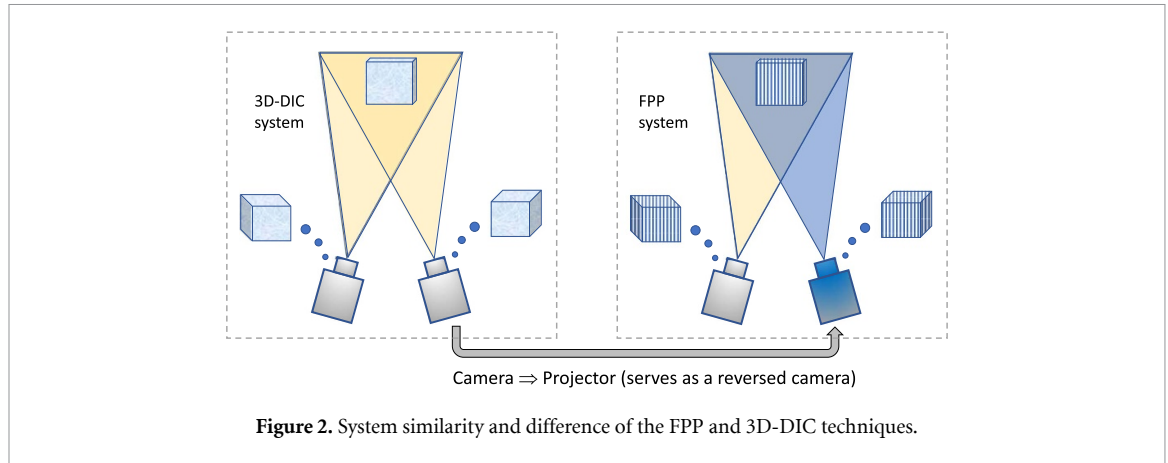 3D-DIC
system
FPP
system
Camera ⇒ Projector (serves as a reversed camera)
Figure 2. System similarity and difference of the FPP and 3D-DIC techniques.